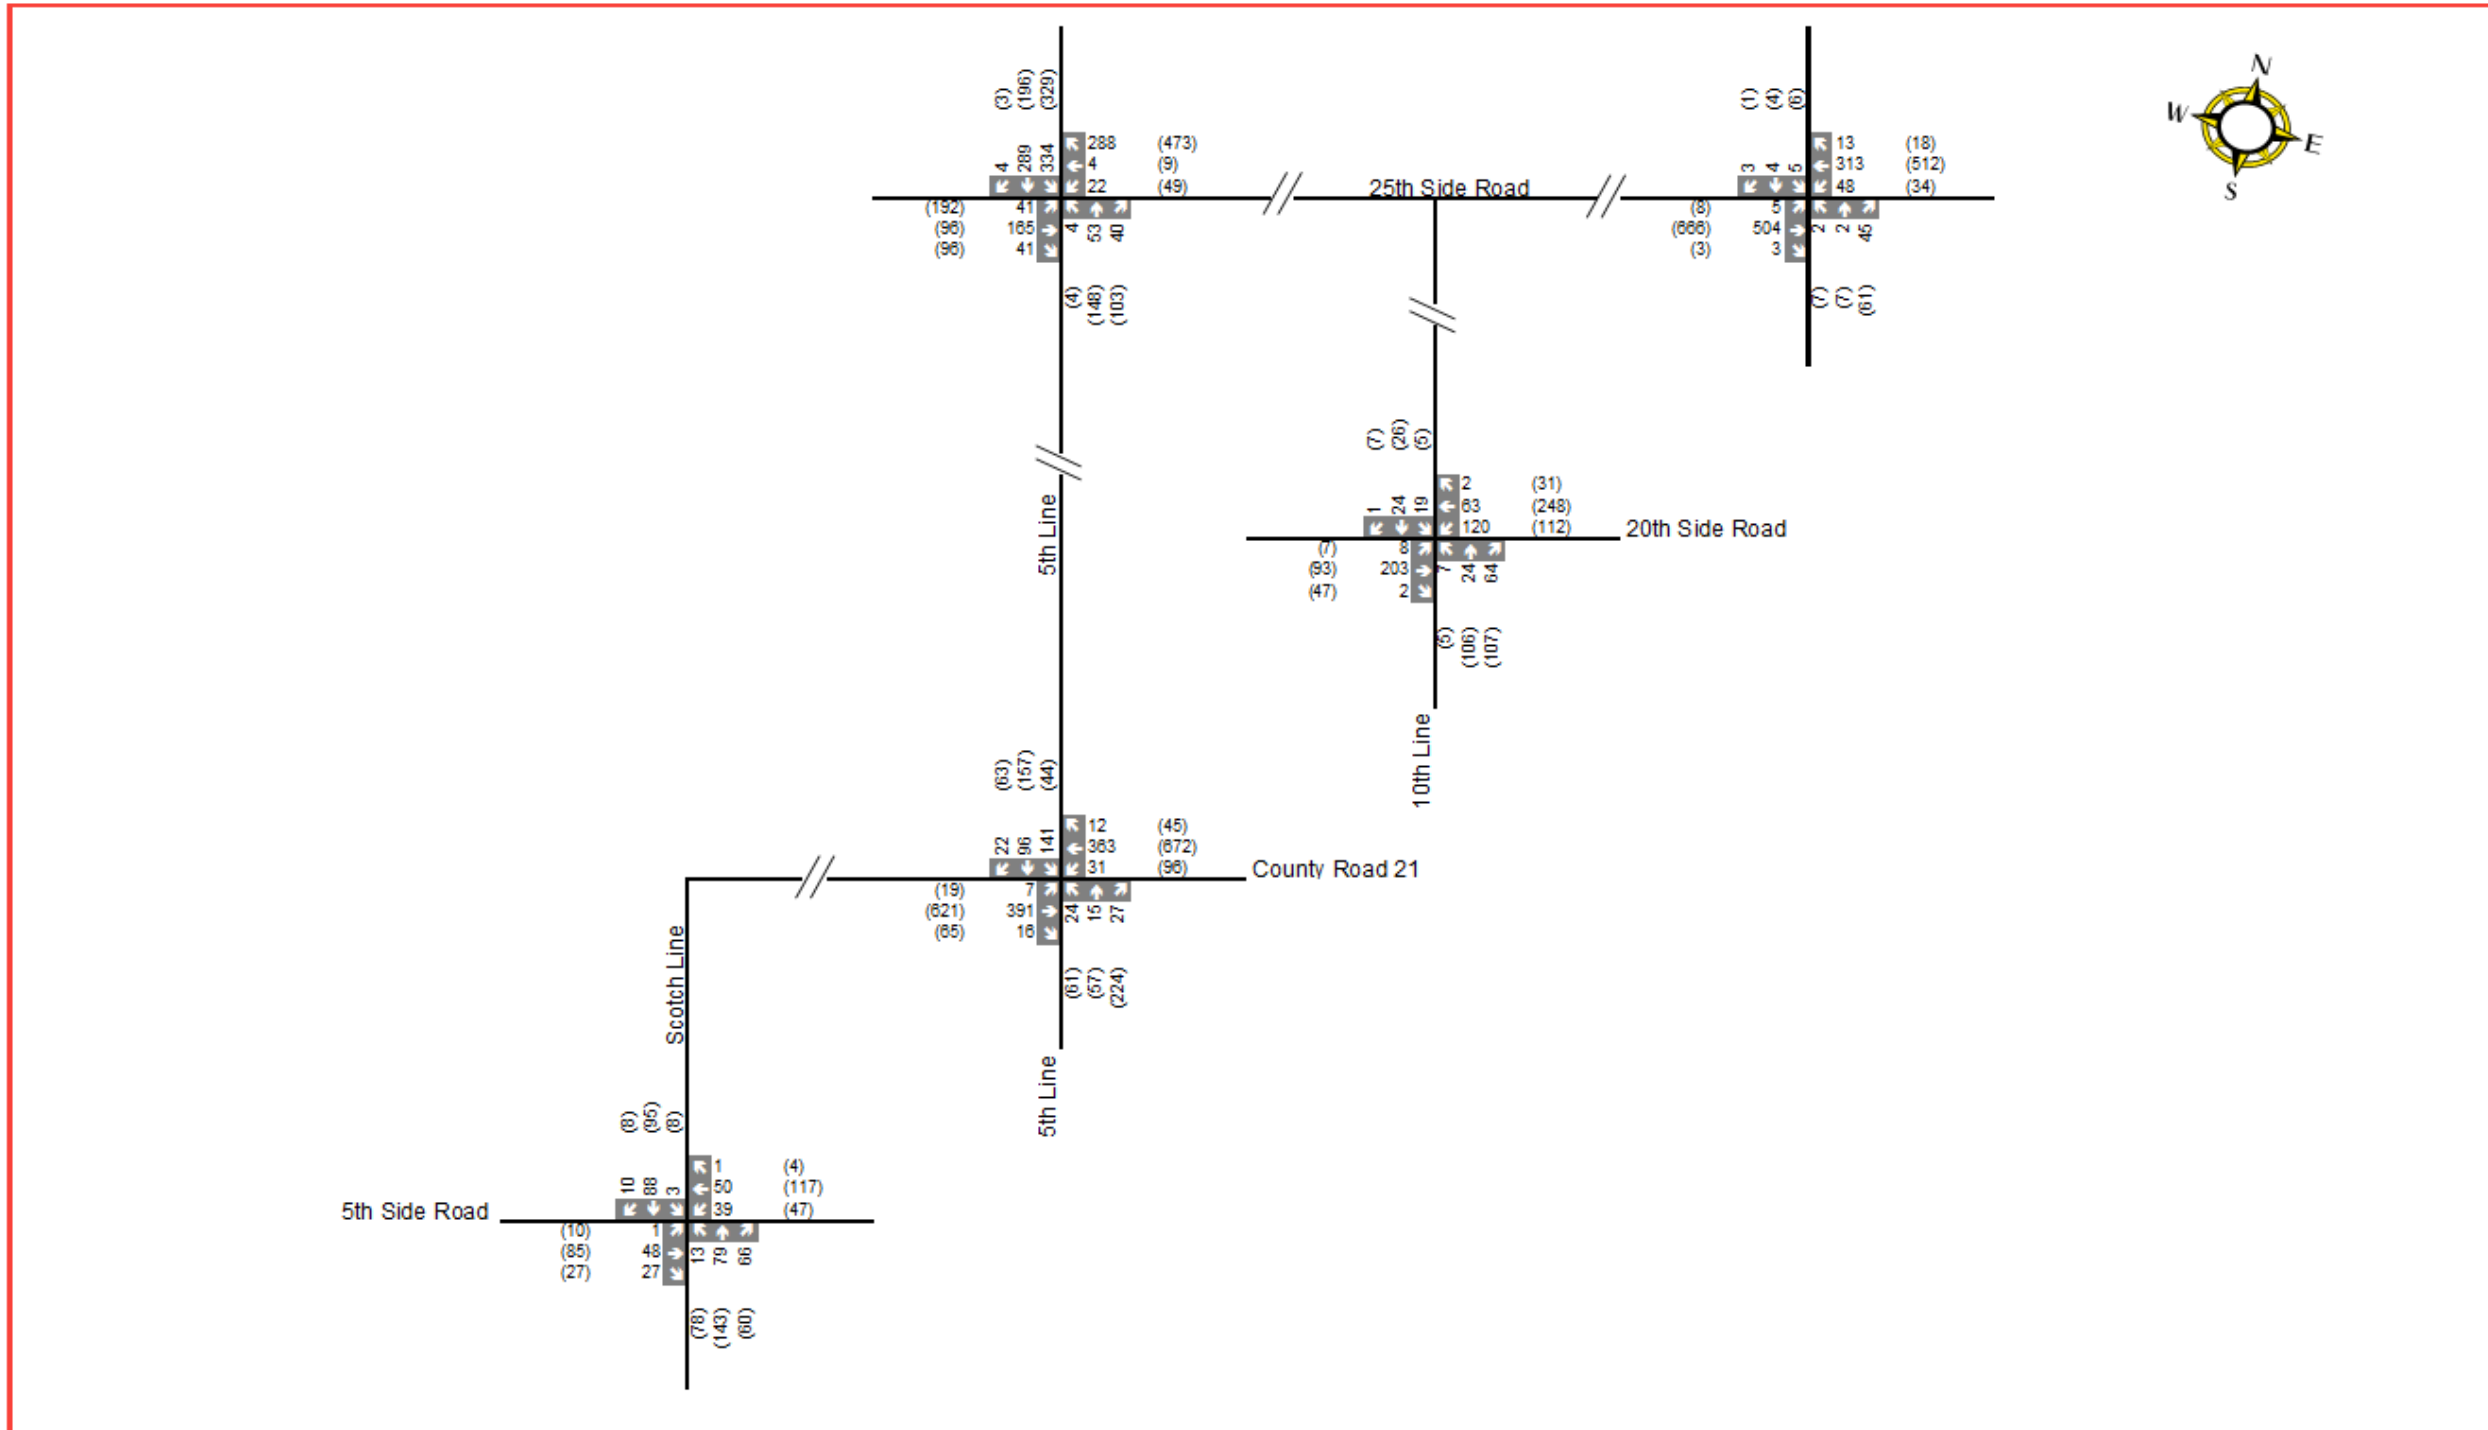 N
W
E
S
(3) (196) (329)
4 289 334
288 (473)
4 (9)
22 (49)
(192) 41
(96) 165
(96) 41
4 53 40
(4) (148) (103)
25th Side Road
(1) (4) (6)
3 4 5
13 (18)
313 (512)
48 (34)
(8) 5
(666) 504
(3) 3
2 2 45
(7) (7) (61)
5th Line
(7) (26) (5)
1 24 19
2 (31)
63 (248)
120 (112)
20th Side Road
(7) 8
(93) 203
(47) 2
7 24 64
(5) (106) (107)
10th Line
(63) (157) (44)
22 96 141
12 (45)
363 (672)
31 (96)
County Road 21
(19) 7
(621) 391
(65) 16
24 15 27
(61) (57) (224)
5th Line
Scotch Line
(8) (95) (8)
10 88 3
1 (4)
50 (117)
39 (47)
5th Side Road
(10) 1
(85) 48
(27) 27
13 79 66
(78) (143) (60)